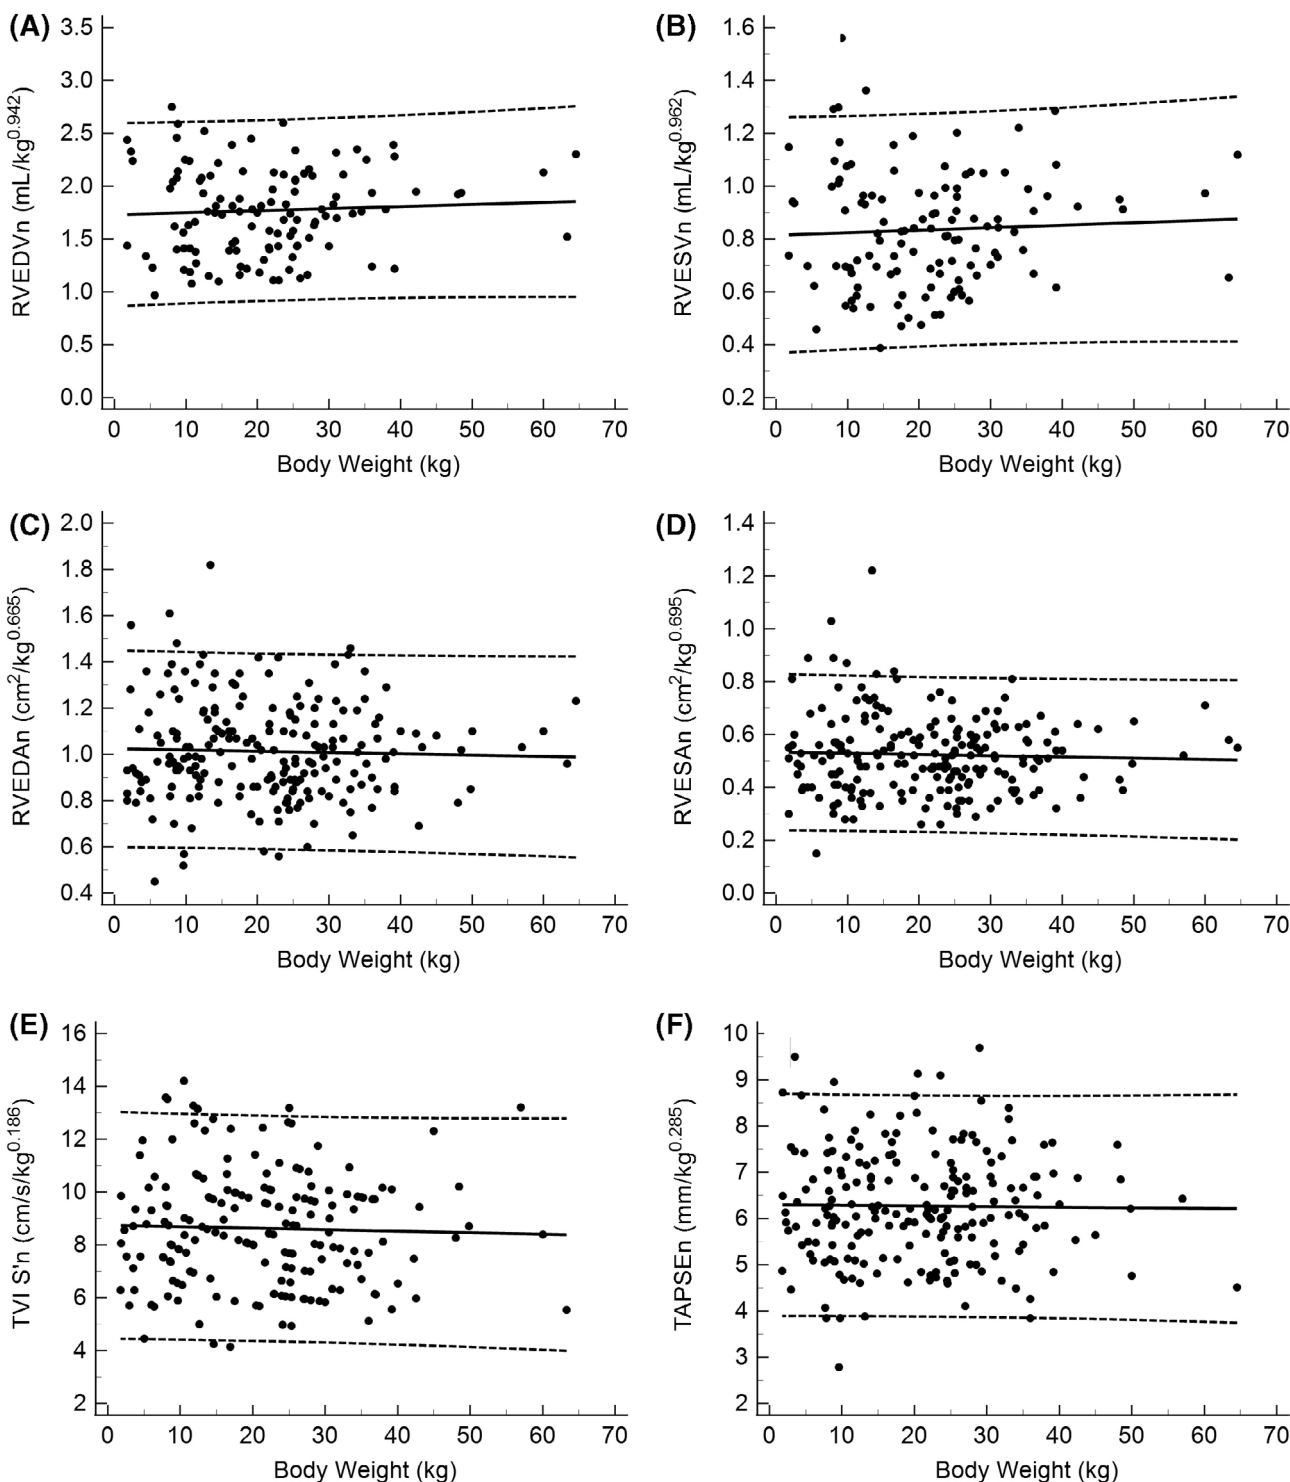 (A)
RVEDVn (mL/kg^0.942)
3.5
3.0
2.5
2.0
1.5
1.0
0.5
0.0
0 10 20 30 40 50 60 70
Body Weight (kg)
(B)
RVESVn (mL/kg^0.962)
1.6
1.4
1.2
1.0
0.8
0.6
0.4
0.2
0 10 20 30 40 50 60 70
Body Weight (kg)
(C)
RVEDAn (cm²/kg^0.665)
2.0
1.8
1.6
1.4
1.2
1.0
0.8
0.6
0.4
0 10 20 30 40 50 60 70
Body Weight (kg)
(D)
RVESAn (cm²/kg^0.695)
1.4
1.2
1.0
0.8
0.6
0.4
0.2
0.0
0 10 20 30 40 50 60 70
Body Weight (kg)
(E)
TVI S'n (cm/s/kg^0.186)
16
14
12
10
8
6
4
2
0 10 20 30 40 50 60 70
Body Weight (kg)
(F)
TAPSEn (mm/kg^0.285)
10
9
8
7
6
5
4
3
2
0 10 20 30 40 50 60 70
Body Weight (kg)